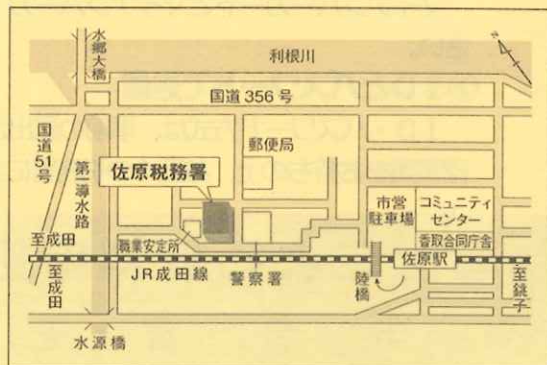 水郷大橋
利根川
国道356号
国道51号
第一導水路
郵便局
佐原税務署
市営
駐車場
コミュニティ
センター
香取合同庁舎
至成田
職業安定所
至成田
JR成田線
警察署
陸橋
佐原駅
至銚子
水源橋